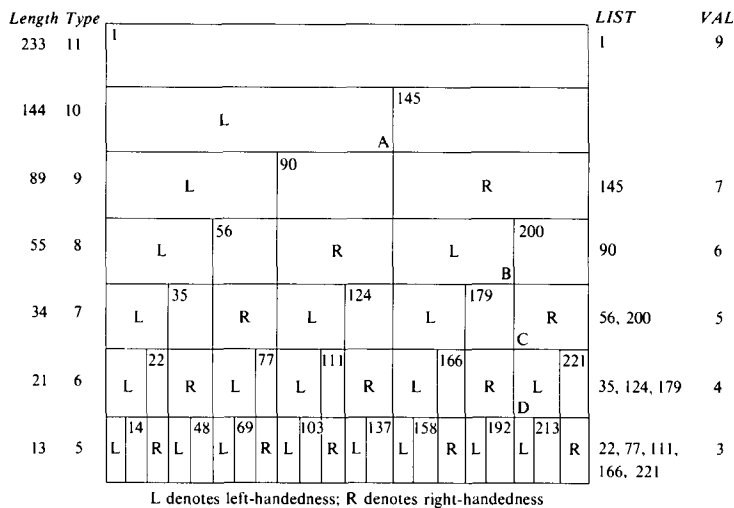 Length Type LIST VAL
233 11 1 1 9
144 10 L 145
A
89 9 L 90 R 145 7
55 8 L 56 R L 200 90 6
B
34 7 L 35 R L 124 L 179 R 56, 200 5
C
21 6 L 22 R L 77 L 111 R L 166 R L 221 35, 124, 179 4
D
13 5 L 14 R L 48 L 69 R L 103 R L 137 L 158 R L 192 L 213 R 22, 77, 111, 3
166, 221
L denotes left-handedness; R denotes right-handedness